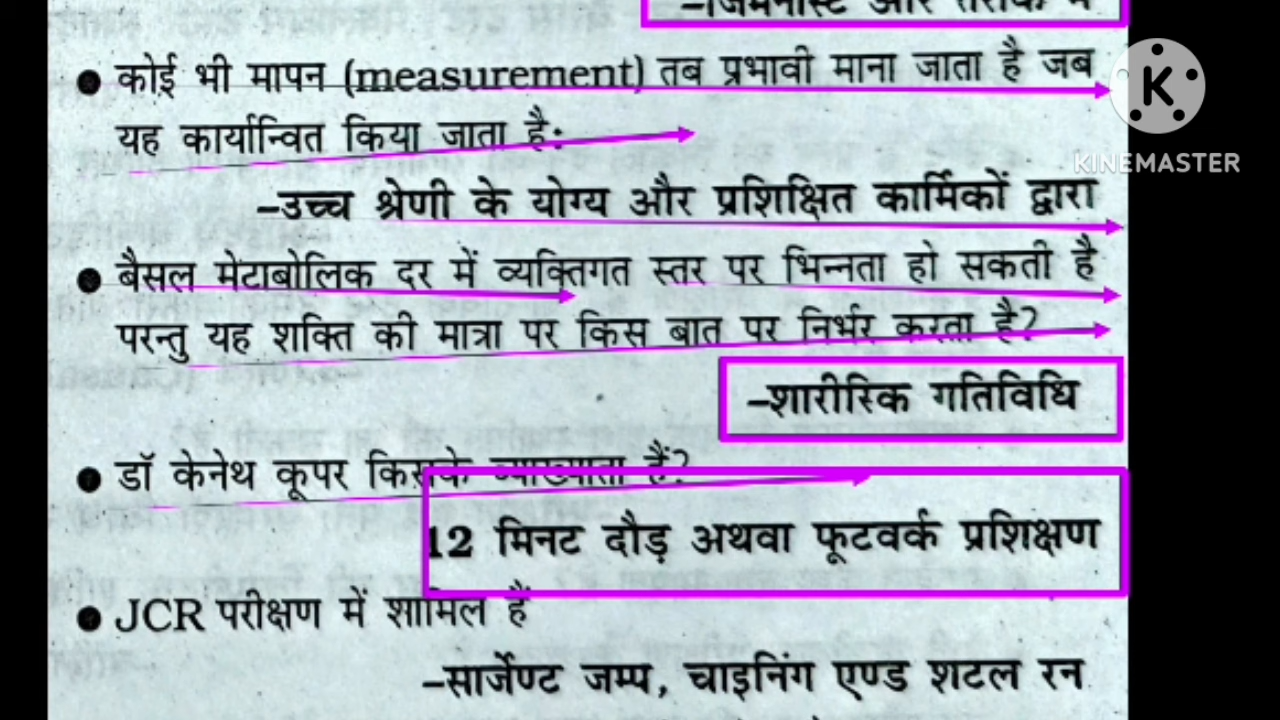 –जिमनास्ट और तैराक में
● कोई भी मापन (measurement) तब प्रभावी माना जाता है जब
यह कार्यान्वित किया जाता है:
–उच्च श्रेणी के योग्य और प्रशिक्षित कार्मिकों द्वारा
● बैसल मेटाबोलिक दर में व्यक्तिगत स्तर पर भिन्नता हो सकती है
परन्तु यह शक्ति की मात्रा पर किस बात पर निर्भर करता है?
–शारीरिक गतिविधि
● डॉ केनेथ कूपर किसके व्याख्याता हैं?
12 मिनट दौड़ अथवा फूटवर्क प्रशिक्षण
● JCR परीक्षण में शामिल हैं
–सार्जेण्ट जम्प, चाइनिंग एण्ड शटल रन
K
KINEMASTER